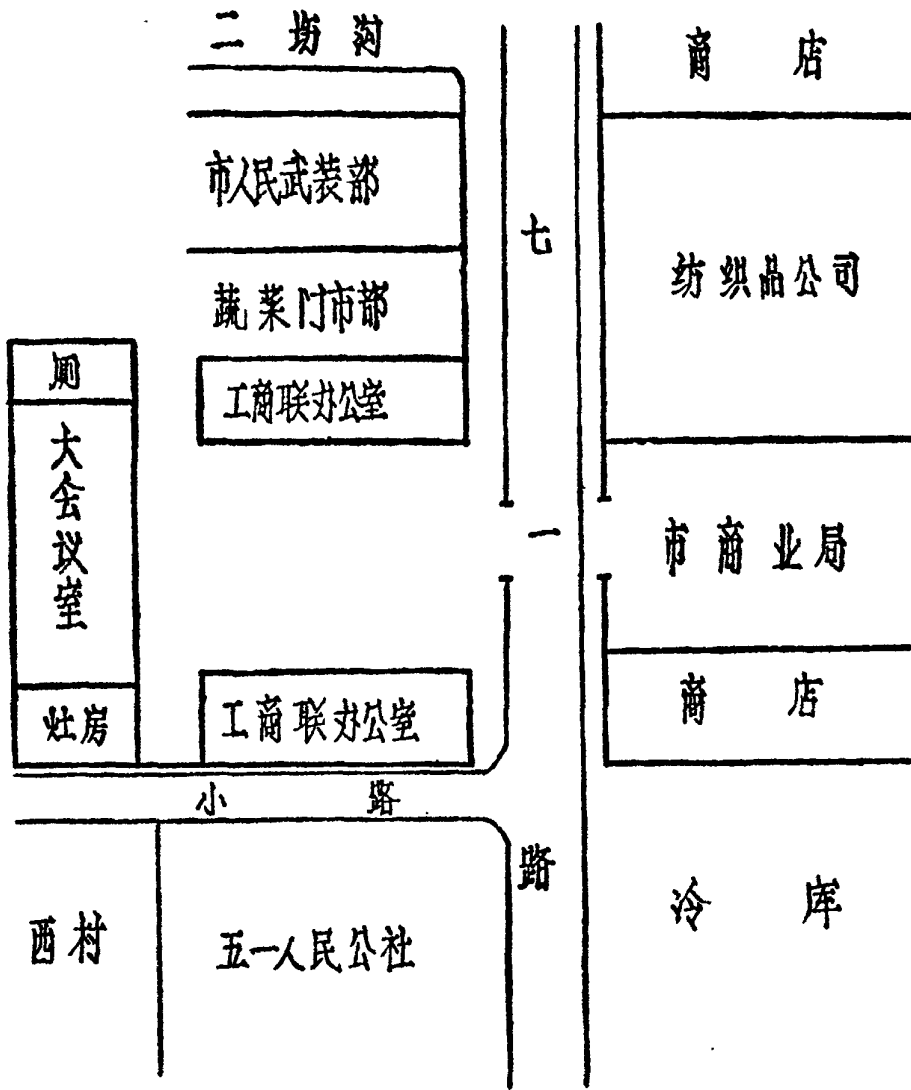 二坊沟
商店
市人民武装部
七一路
纺织品公司
蔬菜门市部
厕
工商联办公室
大会议室
市商业局
灶房
工商联办公室
商店
小路
西村
五一人民公社
冷库